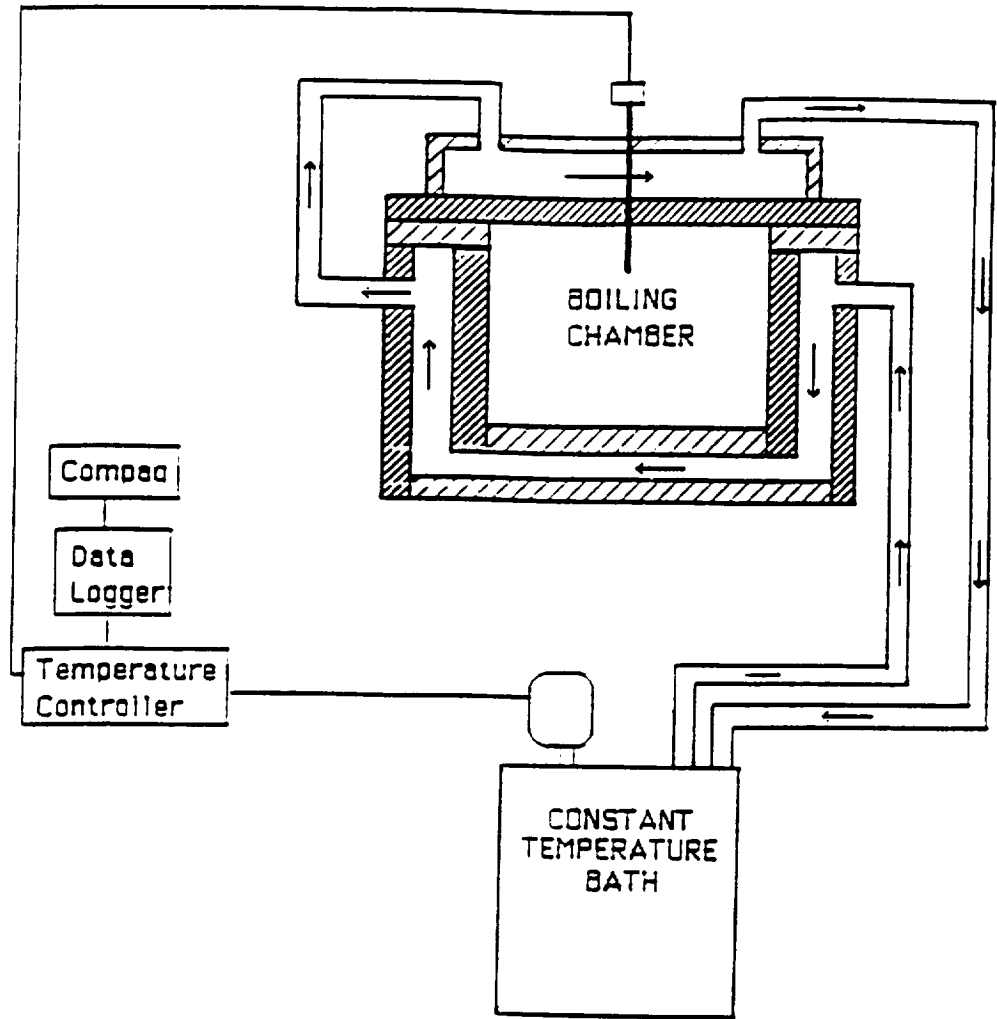 BOILING
CHAMBER
Compaq
Data
Logger
Temperature
Controller
CONSTANT
TEMPERATURE
BATH